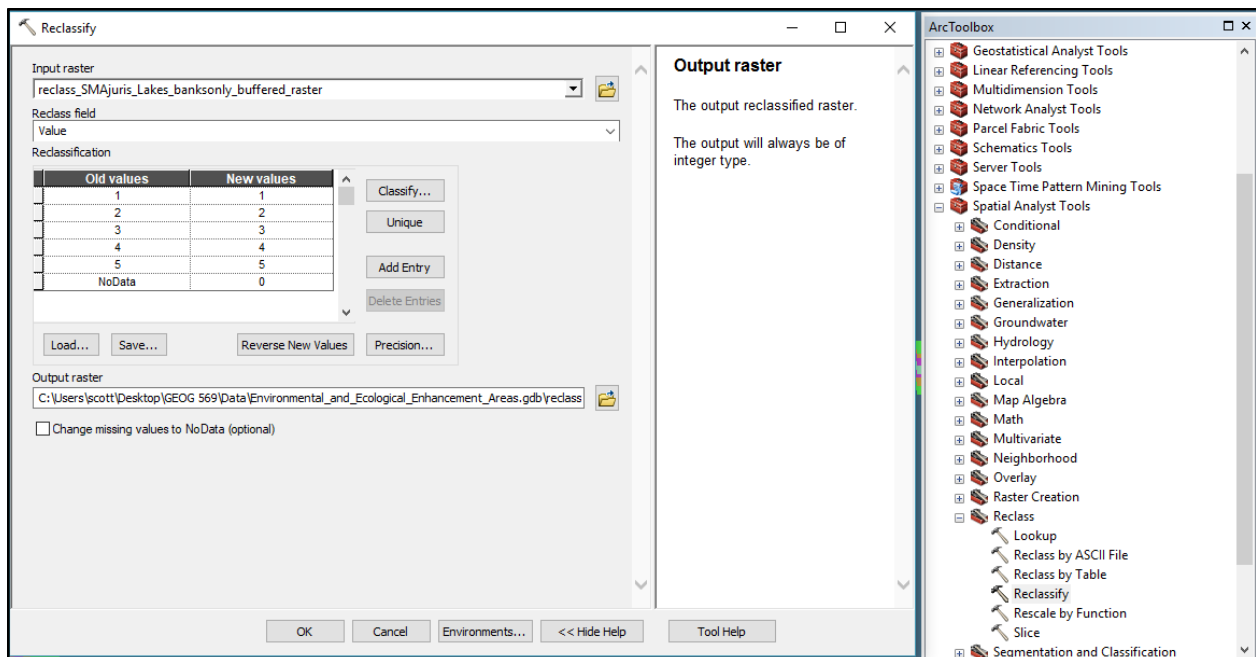 Reclassify
Input raster
reclass_SMAjuris_Lakes_banksonly_buffered_raster
Reclass field
Value
Reclassification
Old values New values
1 1
2 2
3 3
4 4
5 5
NoData 0
Classify...
Unique
Add Entry
Delete Entries
Load... Save... Reverse New Values Precision...
Output raster
C:\Users\scott\Desktop\GEOG 569\Data\Environmental_and_Ecological_Enhancement_Areas.gdb\reclass
Change missing values to NoData (optional)
OK Cancel Environments... << Hide Help Tool Help
Output raster
The output reclassified raster.
The output will always be of
integer type.
ArcToolbox
Geostatistical Analyst Tools
Linear Referencing Tools
Multidimension Tools
Network Analyst Tools
Parcel Fabric Tools
Schematics Tools
Server Tools
Space Time Pattern Mining Tools
Spatial Analyst Tools
Conditional
Density
Distance
Extraction
Generalization
Groundwater
Hydrology
Interpolation
Local
Map Algebra
Math
Multivariate
Neighborhood
Overlay
Raster Creation
Reclass
Lookup
Reclass by ASCII File
Reclass by Table
Reclassify
Rescale by Function
Slice
Segmentation and Classification